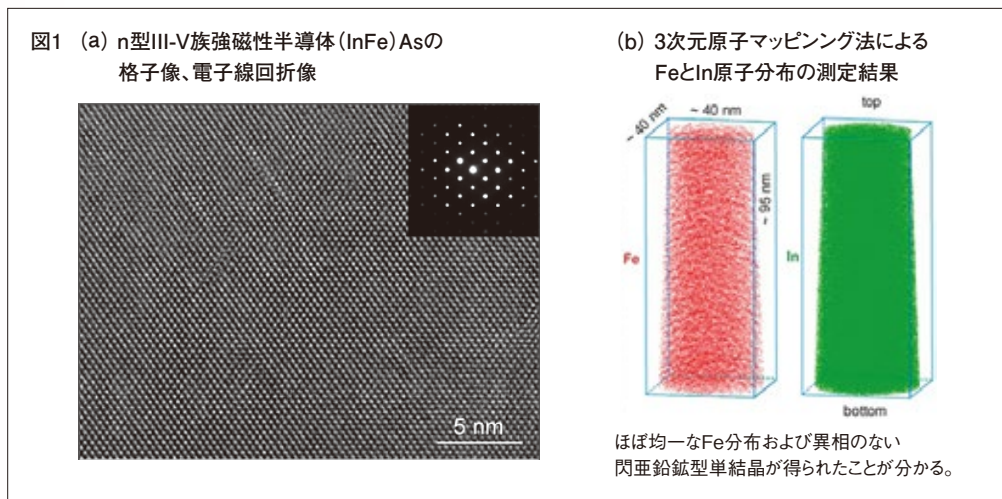 図1 (a) n型III-V族強磁性半導体(InFe)Asの
格子像、電子線回折像
5 nm
(b) 3次元原子マッピンング法による
FeとIn原子分布の測定結果
~ 40 nm
~ 40 nm
top
~ 95 nm
Fe
In
bottom
ほぼ均一なFe分布および異相のない
閃亜鉛鉱型単結晶が得られたことが分かる。